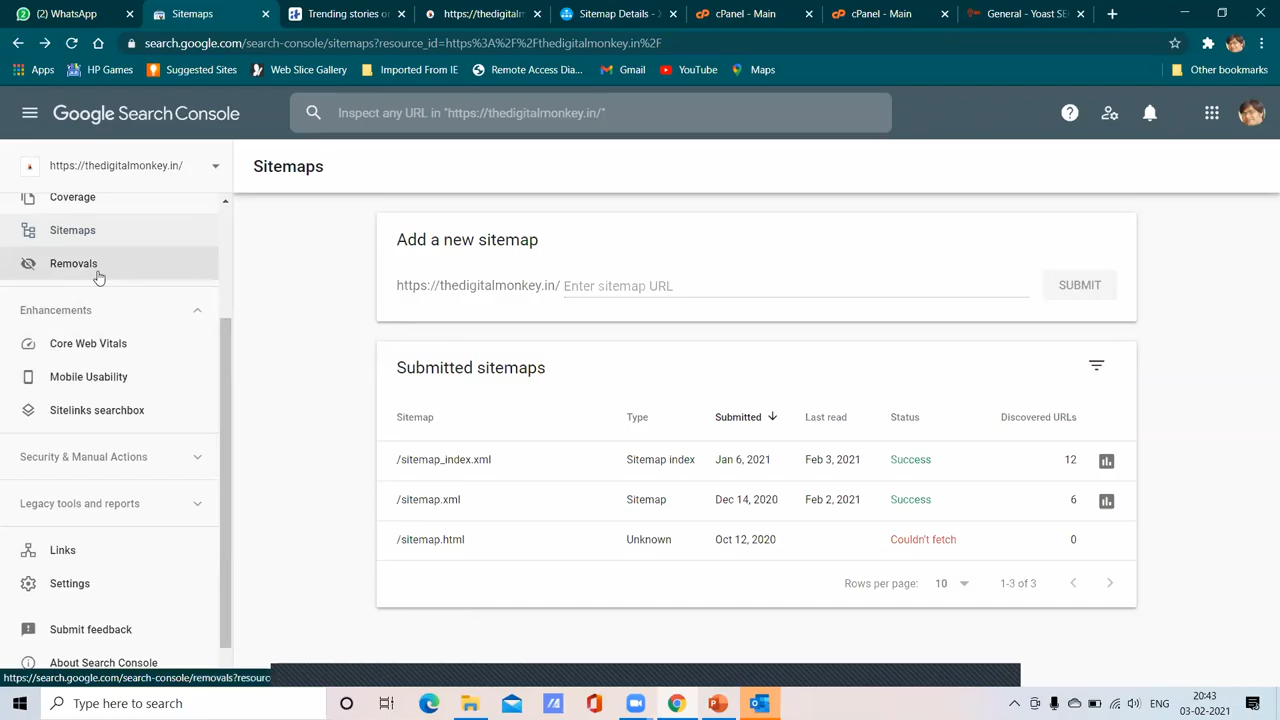 (2) WhatsApp
Sitemaps
Trending stories on
https://thedigitalmonkey.in/
Sitemap Details - X
cPanel - Main
cPanel - Main
General - Yoast SE
search.google.com/search-console/sitemaps?resource_id=https%3A%2F%2Fthedigitalmonkey.in%2F
Apps
HP Games
Suggested Sites
Web Slice Gallery
Imported From IE
Remote Access Dia...
Gmail
YouTube
Maps
Other bookmarks
Google Search Console
Inspect any URL in "https://thedigitalmonkey.in/"
https://thedigitalmonkey.in/
Sitemaps
Coverage
Sitemaps
Removals
Enhancements
Core Web Vitals
Mobile Usability
Sitelinks searchbox
Security & Manual Actions
Legacy tools and reports
Links
Settings
Submit feedback
About Search Console
Add a new sitemap
https://thedigitalmonkey.in/ Enter sitemap URL
SUBMIT
Submitted sitemaps
Sitemap Type Submitted Last read Status Discovered URLs
/sitemap_index.xml Sitemap index Jan 6, 2021 Feb 3, 2021 Success 12
/sitemap.xml Sitemap Dec 14, 2020 Feb 2, 2021 Success 6
/sitemap.html Unknown Oct 12, 2020 Couldn't fetch 0
Rows per page: 10 1-3 of 3
https://search.google.com/search-console/removals?resourc
Type here to search
20:43
03-02-2021